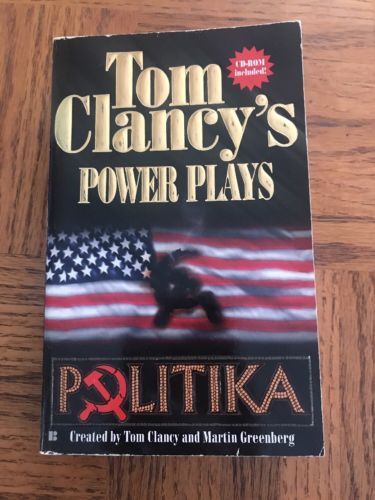 Tom
CD-ROM
included!
Clancy's
POWER PLAYS
POLITIKA
B
Created by Tom Clancy and Martin Greenberg